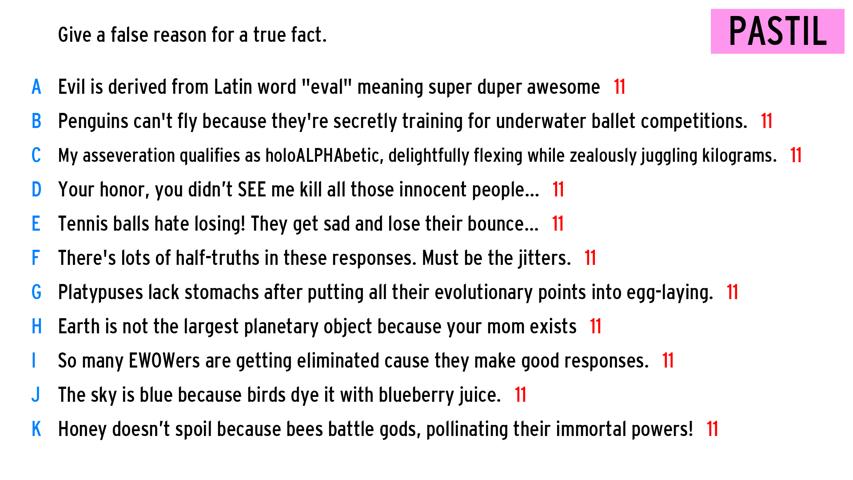 Give a false reason for a true fact.
PASTIL
A Evil is derived from Latin word "eval" meaning super duper awesome 11
B Penguins can't fly because they're secretly training for underwater ballet competitions. 11
C My asseveration qualifies as holoALPHAbetic, delightfully flexing while zealously juggling kilograms. 11
D Your honor, you didn’t SEE me kill all those innocent people... 11
E Tennis balls hate losing! They get sad and lose their bounce... 11
F There's lots of half-truths in these responses. Must be the jitters. 11
G Platypuses lack stomachs after putting all their evolutionary points into egg-laying. 11
H Earth is not the largest planetary object because your mom exists 11
I So many EWOWers are getting eliminated cause they make good responses. 11
J The sky is blue because birds dye it with blueberry juice. 11
K Honey doesn’t spoil because bees battle gods, pollinating their immortal powers! 11